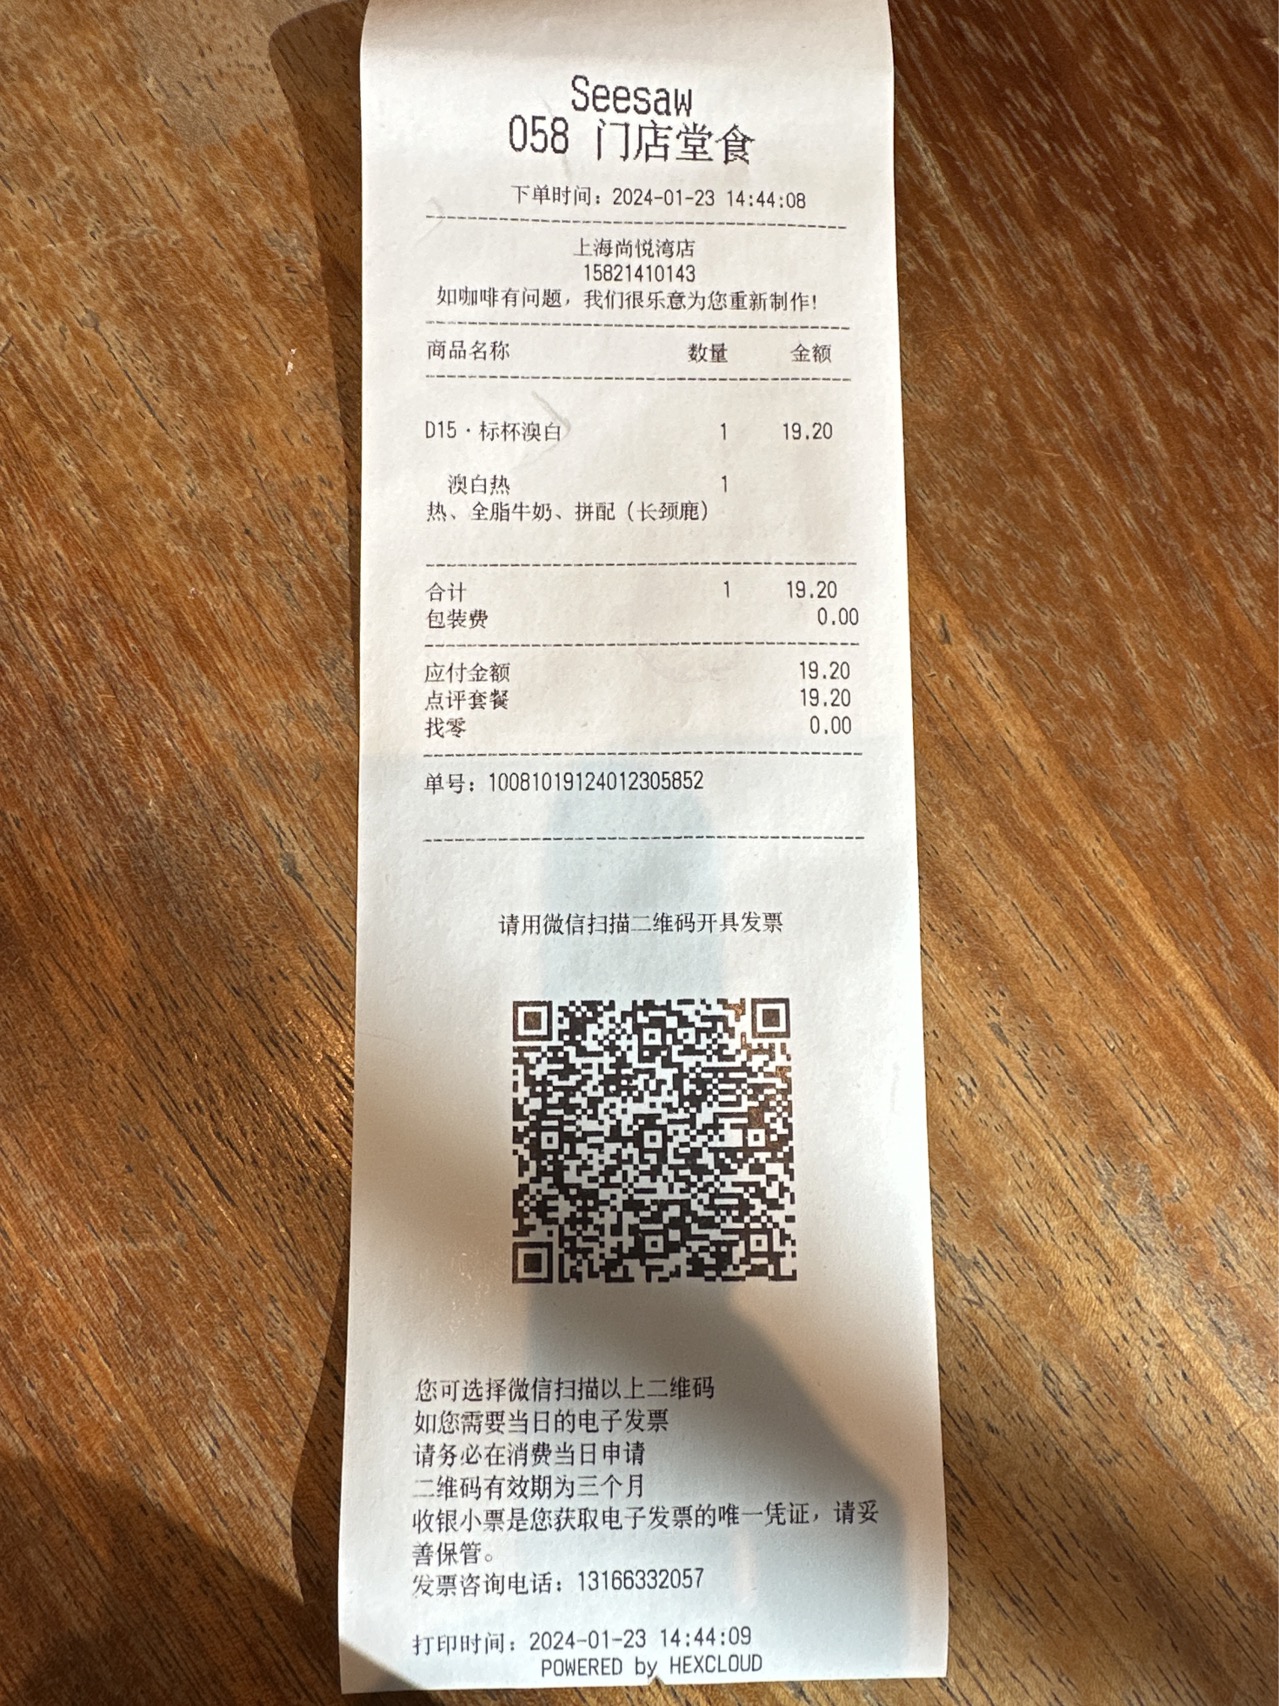 Seesaw
058 门店堂食
下单时间：2024-01-23 14:44:08
上海尚悦湾店
15821410143
如咖啡有问题，我们很乐意为您重新制作！
商品名称 数量 金额
D15·标杯澳白 1 19.20
澳白热 1
热、全脂牛奶、拼配（长颈鹿）
合计 1 19.20
包装费 0.00
应付金额 19.20
点评套餐 19.20
找零 0.00
单号：10081019124012305852
请用微信扫描二维码开具发票
您可选择微信扫描以上二维码
如您需要当日的电子发票
请务必在消费当日申请
二维码有效期为三个月
收银小票是您获取电子发票的唯一凭证，请妥
善保管。
发票咨询电话：13166332057
打印时间：2024-01-23 14:44:09
POWERED by HEXCLOUD